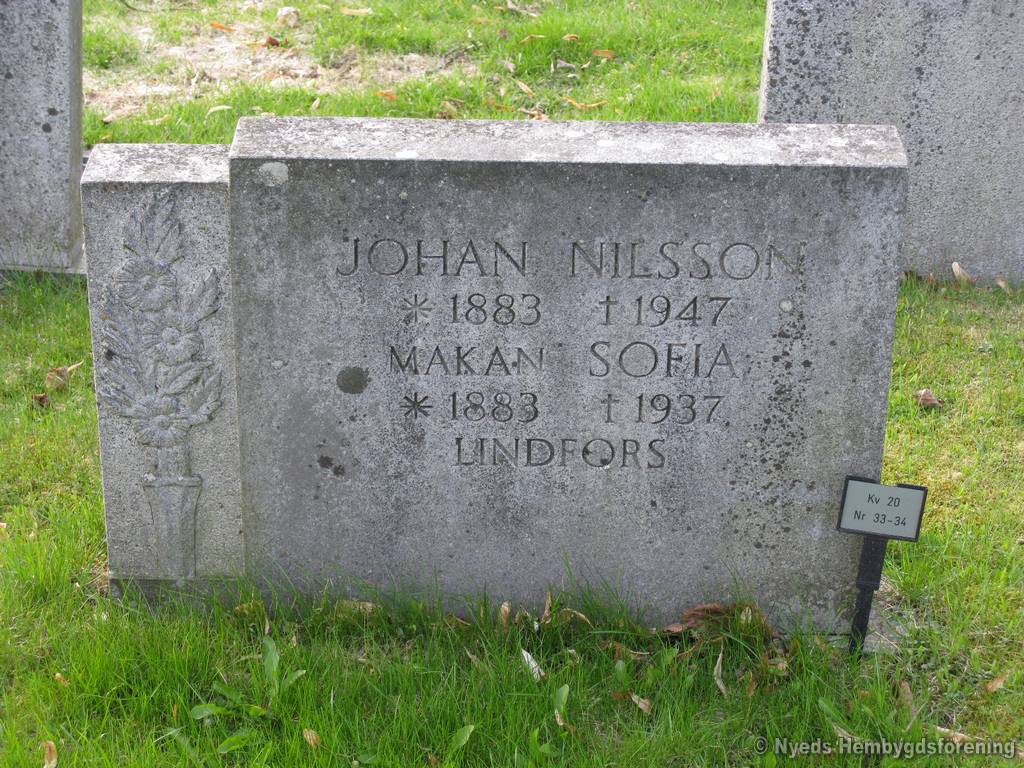 JOHAN NILSSON
* 1883 † 1947
MAKAN SOFIA
* 1883 † 1937
LINDFORS
Kv 20
Nr 33-34
© Nyeds Hembygdsförening